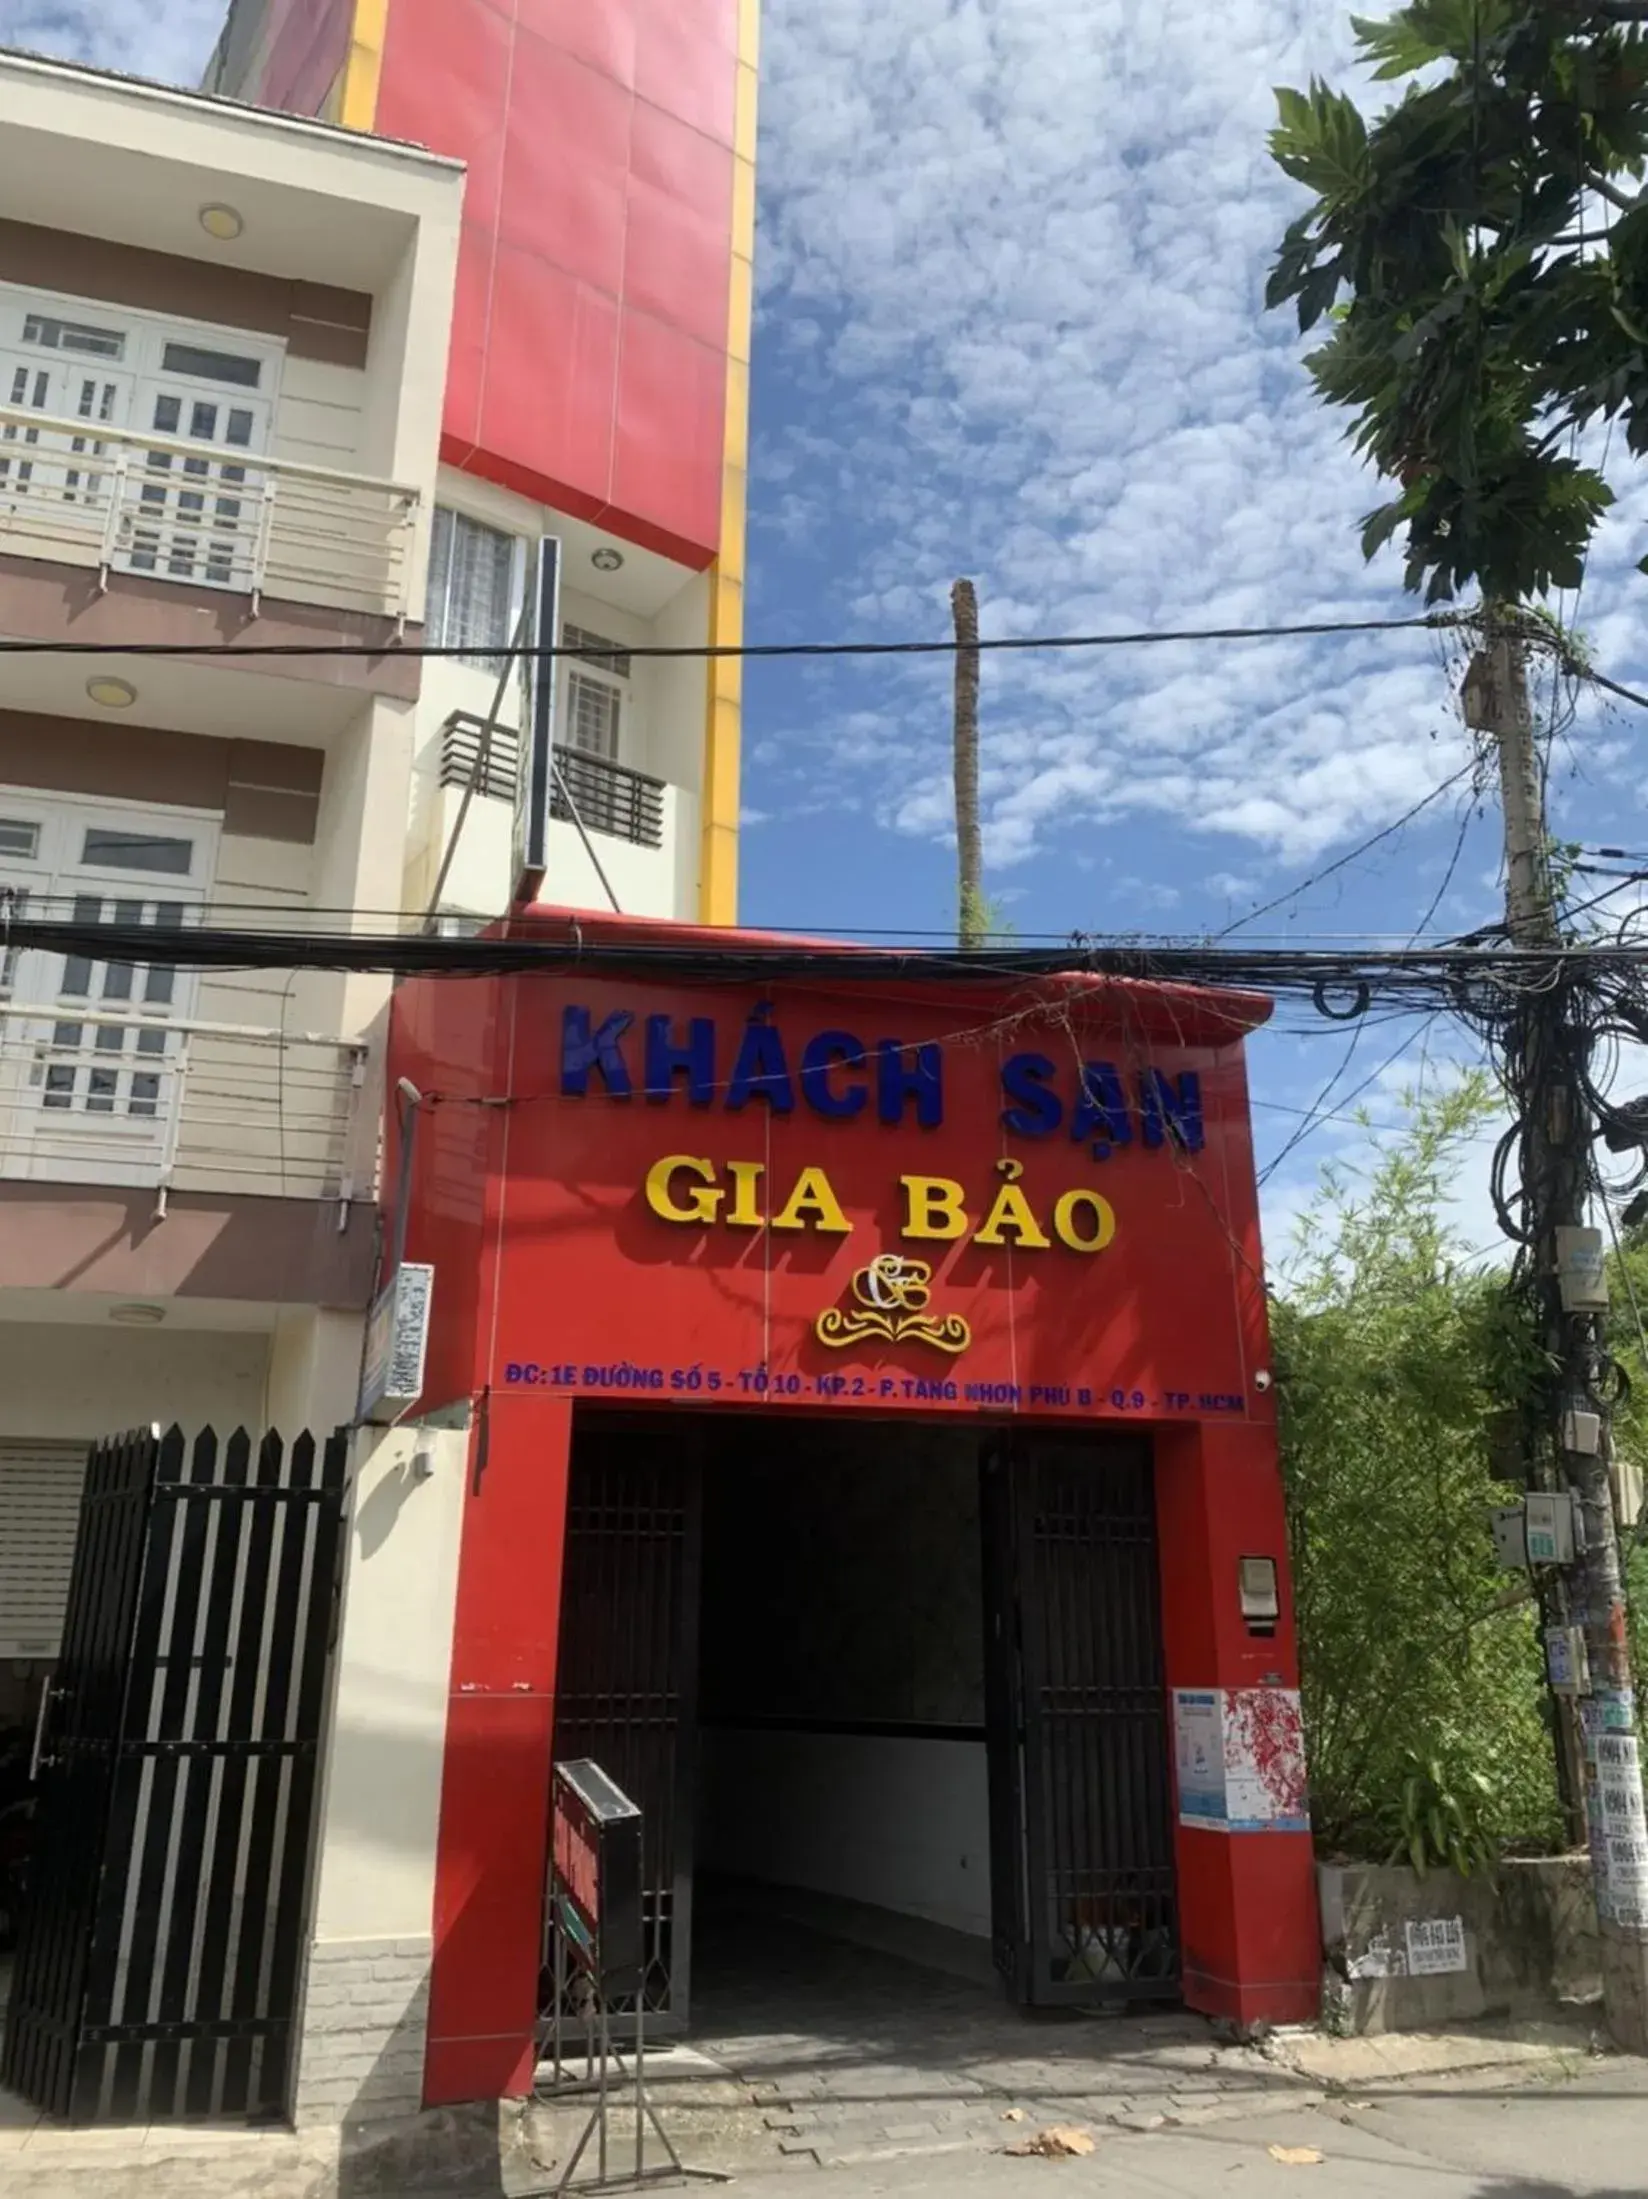 KHÁCH SẠN
GIA BẢO
ĐC: 1E ĐƯỜNG SỐ 5 - TỔ 10 - KP.2 - P. TĂNG NHƠN PHÚ B - Q.9 - TP. HCM